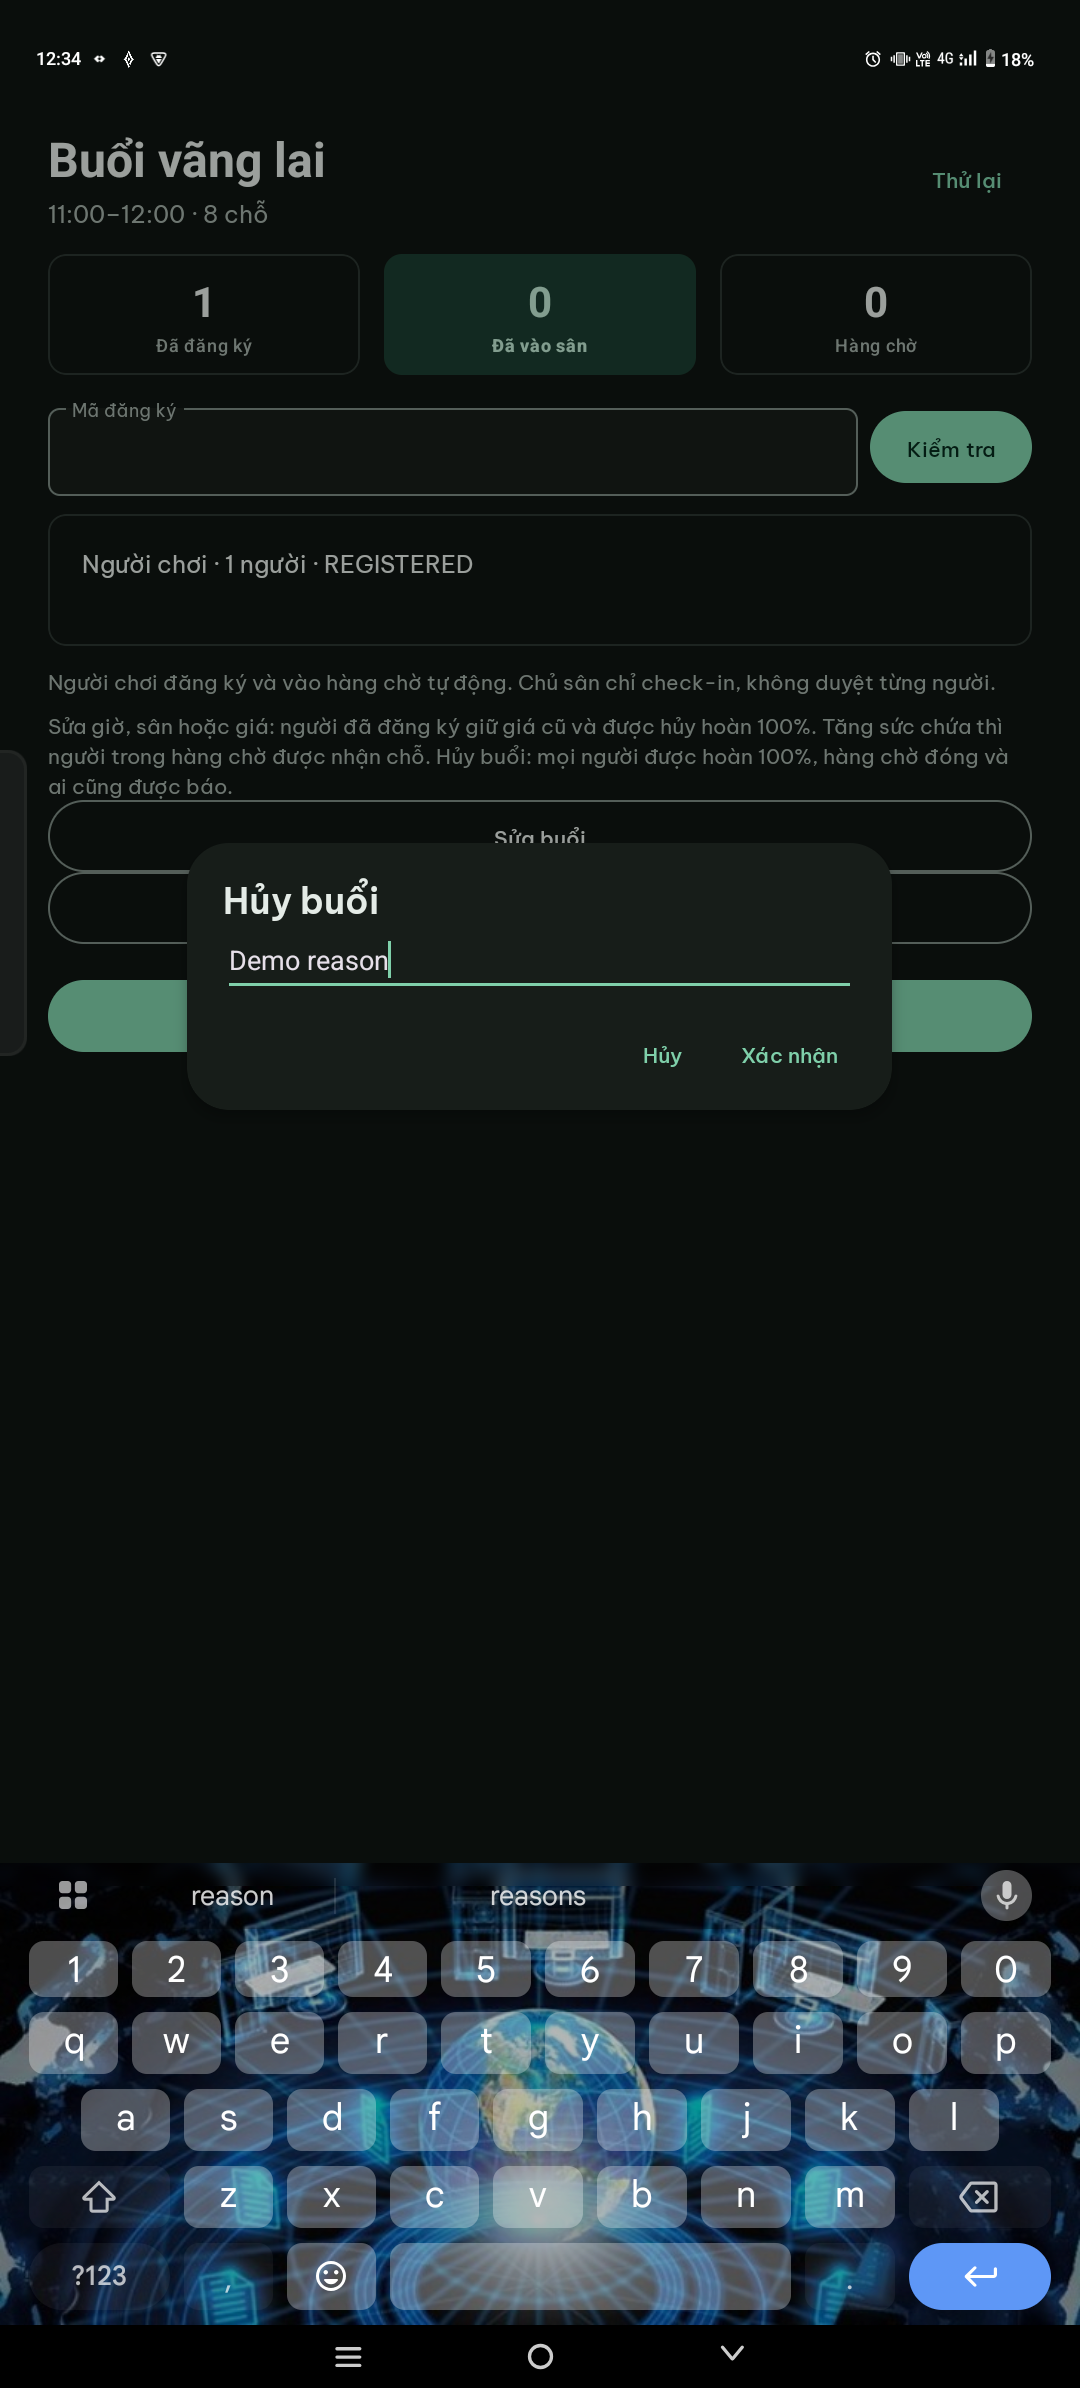 12:34
4G
18%
Buổi vãng lai
Thử lại
11:00–12:00 · 8 chỗ
1
Đã đăng ký
0
Đã vào sân
0
Hàng chờ
Mã đăng ký
Kiểm tra
Người chơi · 1 người · REGISTERED
Người chơi đăng ký và vào hàng chờ tự động. Chủ sân chỉ check-in, không duyệt từng người.
Sửa giờ, sân hoặc giá: người đã đăng ký giữ giá cũ và được hủy hoàn 100%. Tăng sức chứa thì
người trong hàng chờ được nhận chỗ. Hủy buổi: mọi người được hoàn 100%, hàng chờ đóng và
ai cũng được báo.
Sửa buổi
Hủy buổi
Demo reason
Hủy
Xác nhận
reason
reasons
1 2 3 4 5 6 7 8 9 0
q w e r t y u i o p
a s d f g h j k l
z x c v b n m
?123 , .